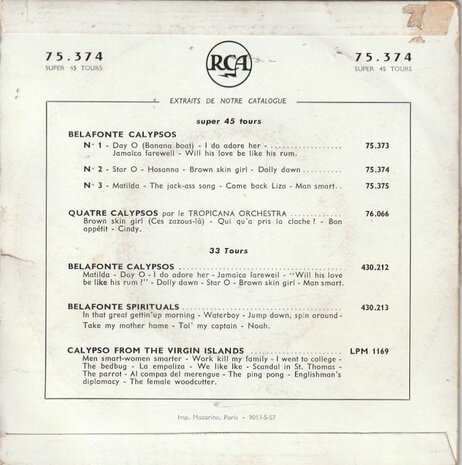 75.374
SUPER 45 TOURS
RCA
75.374
SUPER 45 TOURS
EXTRAITS DE NOTRE CATALOGUE
super 45 tours
BELAFONTE CALYPSOS
N° 1 - Day O (Banana boat) - I do adore her - .................... 75.373
Jamaïca farewell - Will his love be like his rum.
N° 2 - Star O - Hosanna - Brown skin girl - Dolly dawn............ 75.374
N° 3 - Matilda - The jack-ass song - Come back Liza - Man smart.. 75.375
QUATRE CALYPSOS par le TROPICANA ORCHESTRA .............. 76.066
Brown skin girl (Ces zazous-là) - Qui qu'a pris la cloche ? - Bon
appétit - Cindy.
33 Tours
BELAFONTE CALYPSOS .................................... 430.212
Matilda - Day O - I do adore her - Jamaïca farewell - "Will his love
be like his rum ?" - Dolly dawn - Star O - Brown skin girl - Man smart.
BELAFONTE SPIRITUALS .................................. 430.213
In that great gettin'up morning - Waterboy - Jump down, spin around -
Take my mother home - Tol' my captain - Noah.
CALYPSO FROM THE VIRGIN ISLANDS ...................... LPM 1169
Men smart-women smarter - Work kill my family - I went to college -
The bedbug - La empaliza - We like Ike - Scandal in St. Thomas -
The parrot - Al compas del merengue - The ping pong - Englishman's
diplomacy - The female woodcutter.
Imp. Mazarine, Paris - 9013-5-57